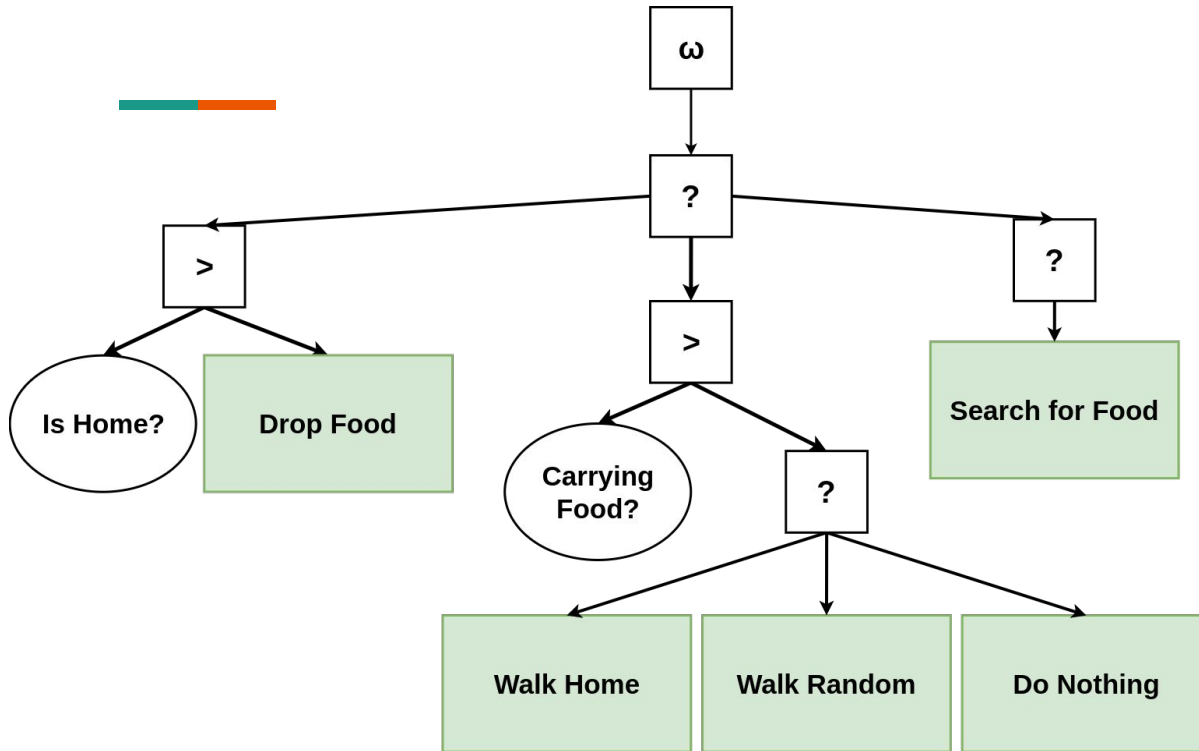 ω
?
>
?
>
Is Home?
Drop Food
Search for Food
Carrying
Food?
?
Walk Home
Walk Random
Do Nothing